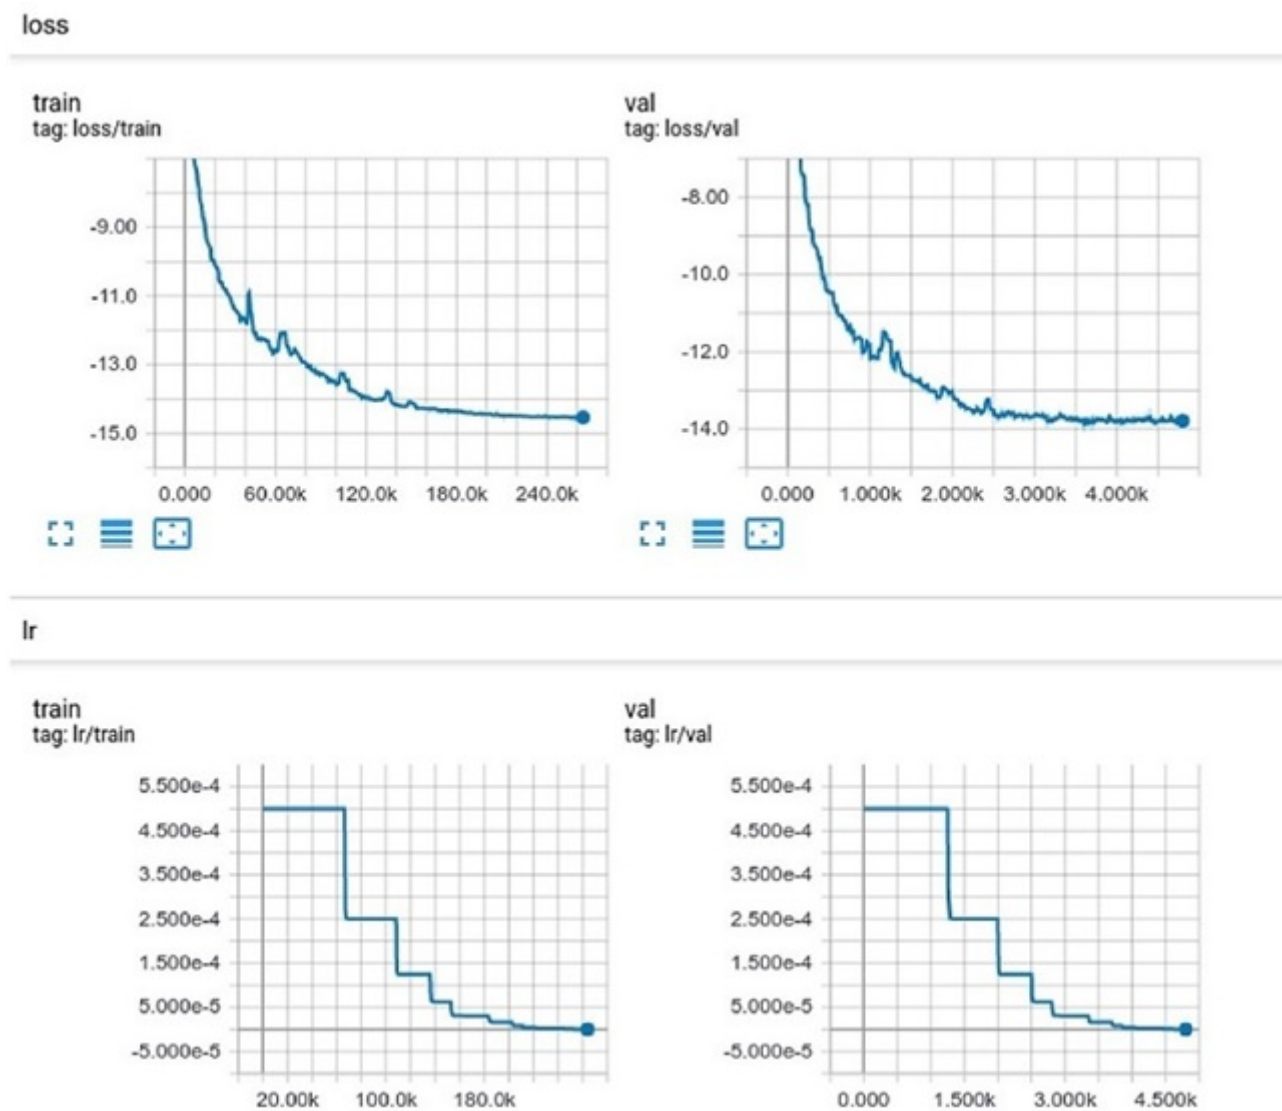 loss
train
tag: loss/train
-9.00
-11.0
-13.0
-15.0
0.000 60.00k 120.0k 180.0k 240.0k
val
tag: loss/val
-8.00
-10.0
-12.0
-14.0
0.000 1.000k 2.000k 3.000k 4.000k
lr
train
tag: lr/train
5.500e-4
4.500e-4
3.500e-4
2.500e-4
1.500e-4
5.000e-5
-5.000e-5
20.00k 100.0k 180.0k
val
tag: lr/val
5.500e-4
4.500e-4
3.500e-4
2.500e-4
1.500e-4
5.000e-5
-5.000e-5
0.000 1.500k 3.000k 4.500k